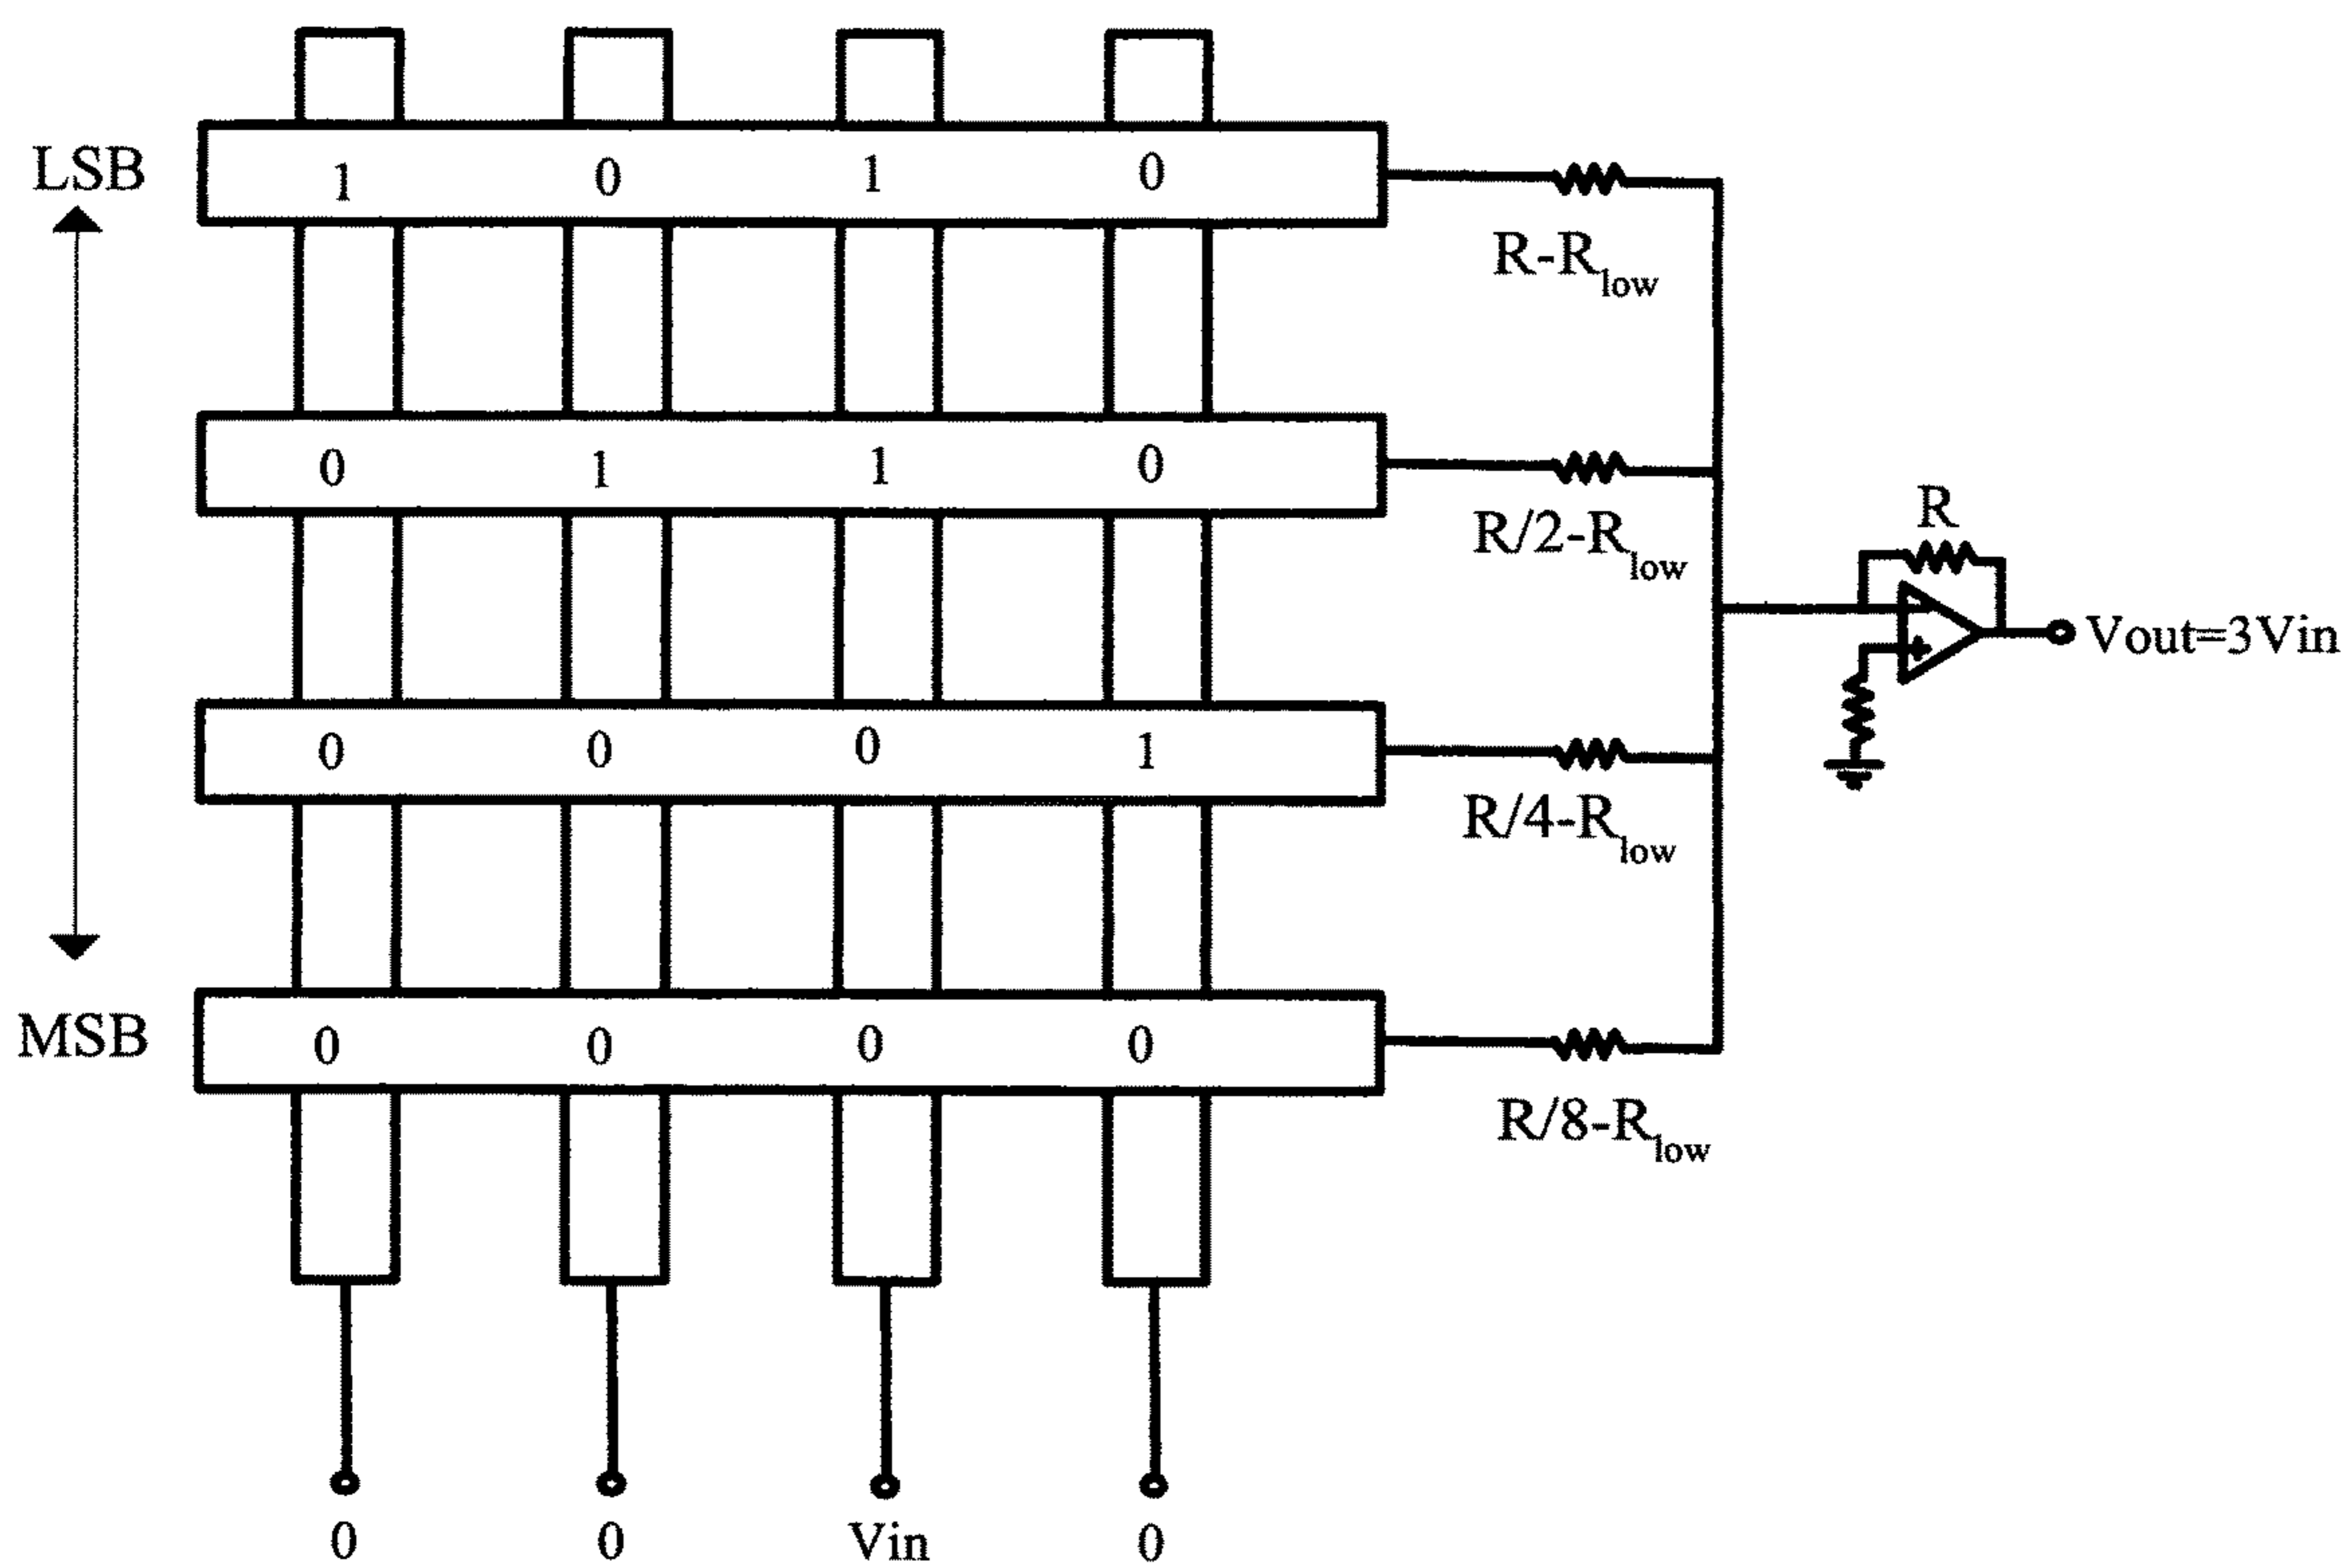 LSB
1 0 1 0
R-Rlow
0 1 1 0
R/2-Rlow
R
-
+
Vout=3Vin
0 0 0 1
R/4-Rlow
MSB
0 0 0 0
R/8-Rlow
0 0 Vin 0